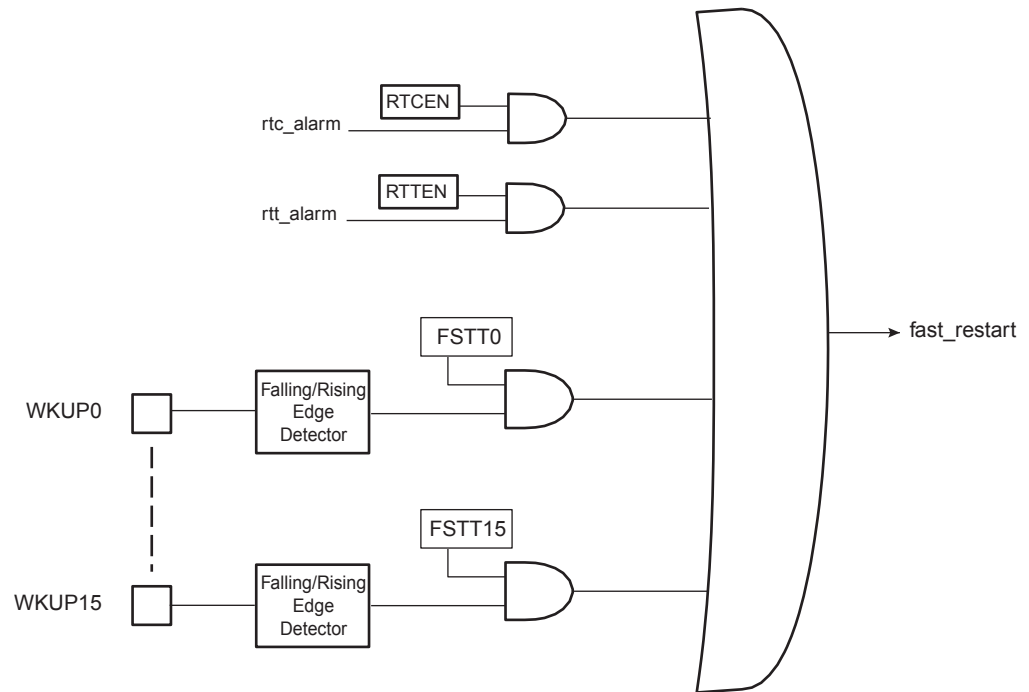 RTCEN
rtc_alarm
RTTEN
rtt_alarm
FSTT0
fast_restart
WKUP0
Falling/Rising
Edge
Detector
FSTT15
WKUP15
Falling/Rising
Edge
Detector